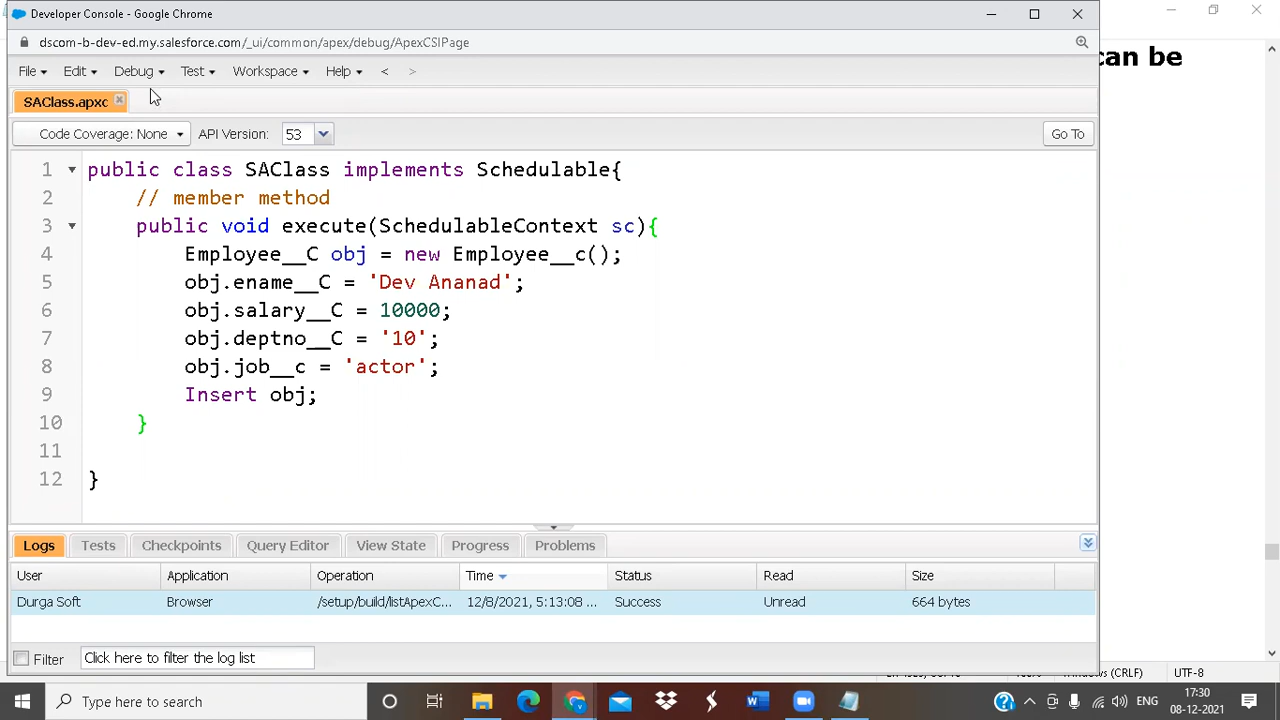 Developer Console - Google Chrome
can be
dscom-b-dev-ed.my.salesforce.com/_ui/common/apex/debug/ApexCSIPage
File Edit Debug Test Workspace Help < >
SAClass.apxc
Code Coverage: None API Version: 53 Go To
1 public class SAClass implements Schedulable{
2 // member method
3 public void execute(SchedulableContext sc){
4 Employee__C obj = new Employee__c();
5 obj.ename__C = 'Dev Ananad';
6 obj.salary__C = 10000;
7 obj.deptno__C = '10';
8 obj.job__c = 'actor';
9 Insert obj;
10 }
11
12 }
Logs Tests Checkpoints Query Editor View State Progress Problems
User Application Operation Time Status Read Size
Durga Soft Browser /setup/build/listApexC... 12/8/2021, 5:13:08 ... Success Unread 664 bytes
Filter Click here to filter the log list
(CRLF) UTF-8
Type here to search
W
ENG
17:30
08-12-2021